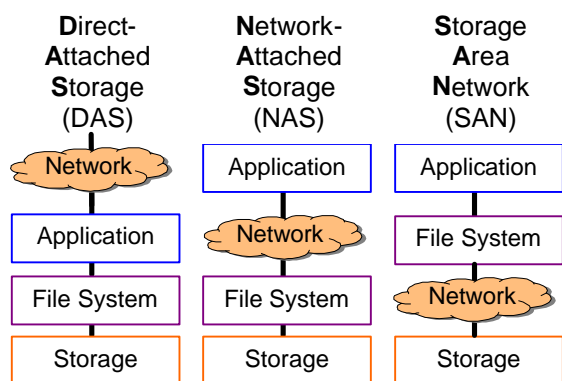 Direct-
Attached
Storage
(DAS)
Network
Application
File System
Storage
Network-
Attached
Storage
(NAS)
Application
Network
File System
Storage
Storage
Area
Network
(SAN)
Application
File System
Network
Storage